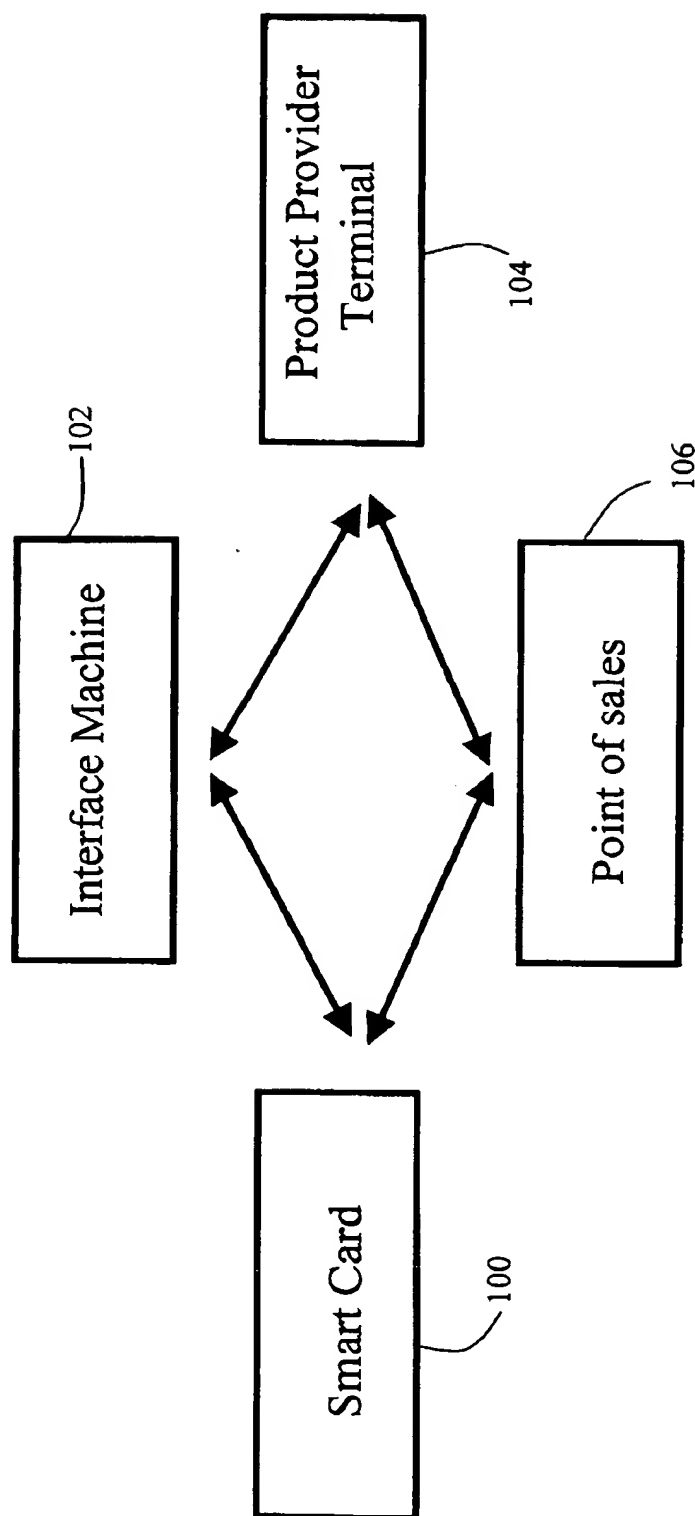 Interface Machine
102
Smart Card
100
Product Provider
Terminal
104
Point of sales
106